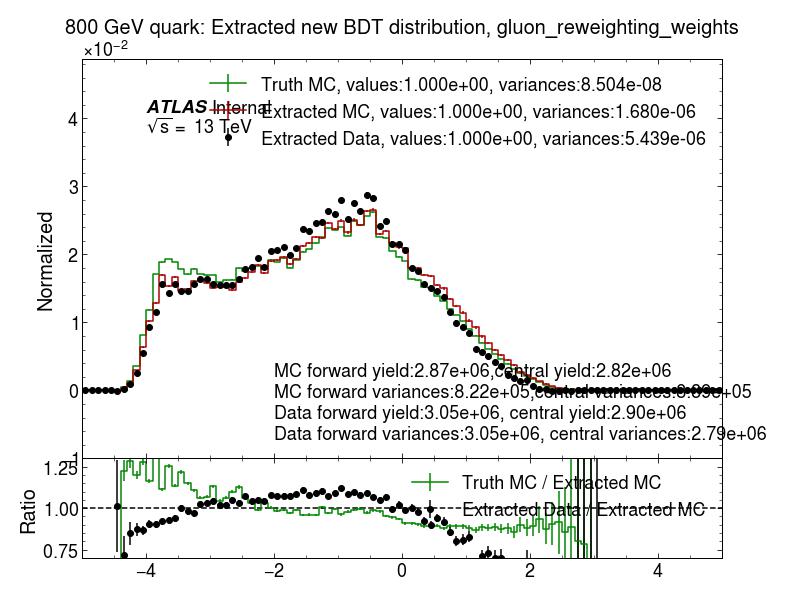 800 GeV quark: Extracted new BDT distribution, gluon_reweighting_weights
×10⁻²
Truth MC, values:1.000e+00, variances:8.504e-08
ATLAS Internal
Extracted MC, values:1.000e+00, variances:1.680e-06
√s = 13 TeV
Extracted Data, values:1.000e+00, variances:5.439e-06
4
3
2
1
0
1
Normalized
MC forward yield:2.87e+06,central yield:2.82e+06
MC forward variances:8.22e+05,central variances:
Data forward yield:3.05e+06, central yield:2.90e+06
Data forward variances:3.05e+06, central variances:2.79e+06
1.25
1.00
0.75
Ratio
Truth MC / Extracted MC
Extracted Data / Extracted MC
−4
−2
0
2
4